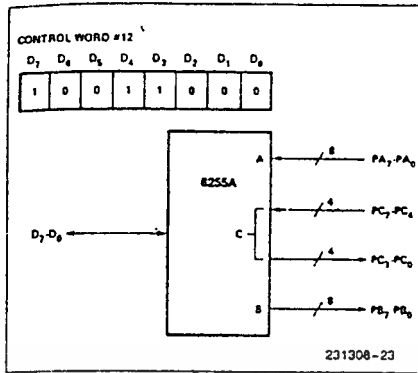 CONTROL WORD #12
D₇ D₆ D₅ D₄ D₃ D₂ D₁ D₀
1 0 0 1 1 0 0 0
A 8 PA₇-PA₀
8255A
4 PC₇-PC₄
D₇-D₀ C
4 PC₃-PC₀
B 8 PB₇ PB₀
231308-23